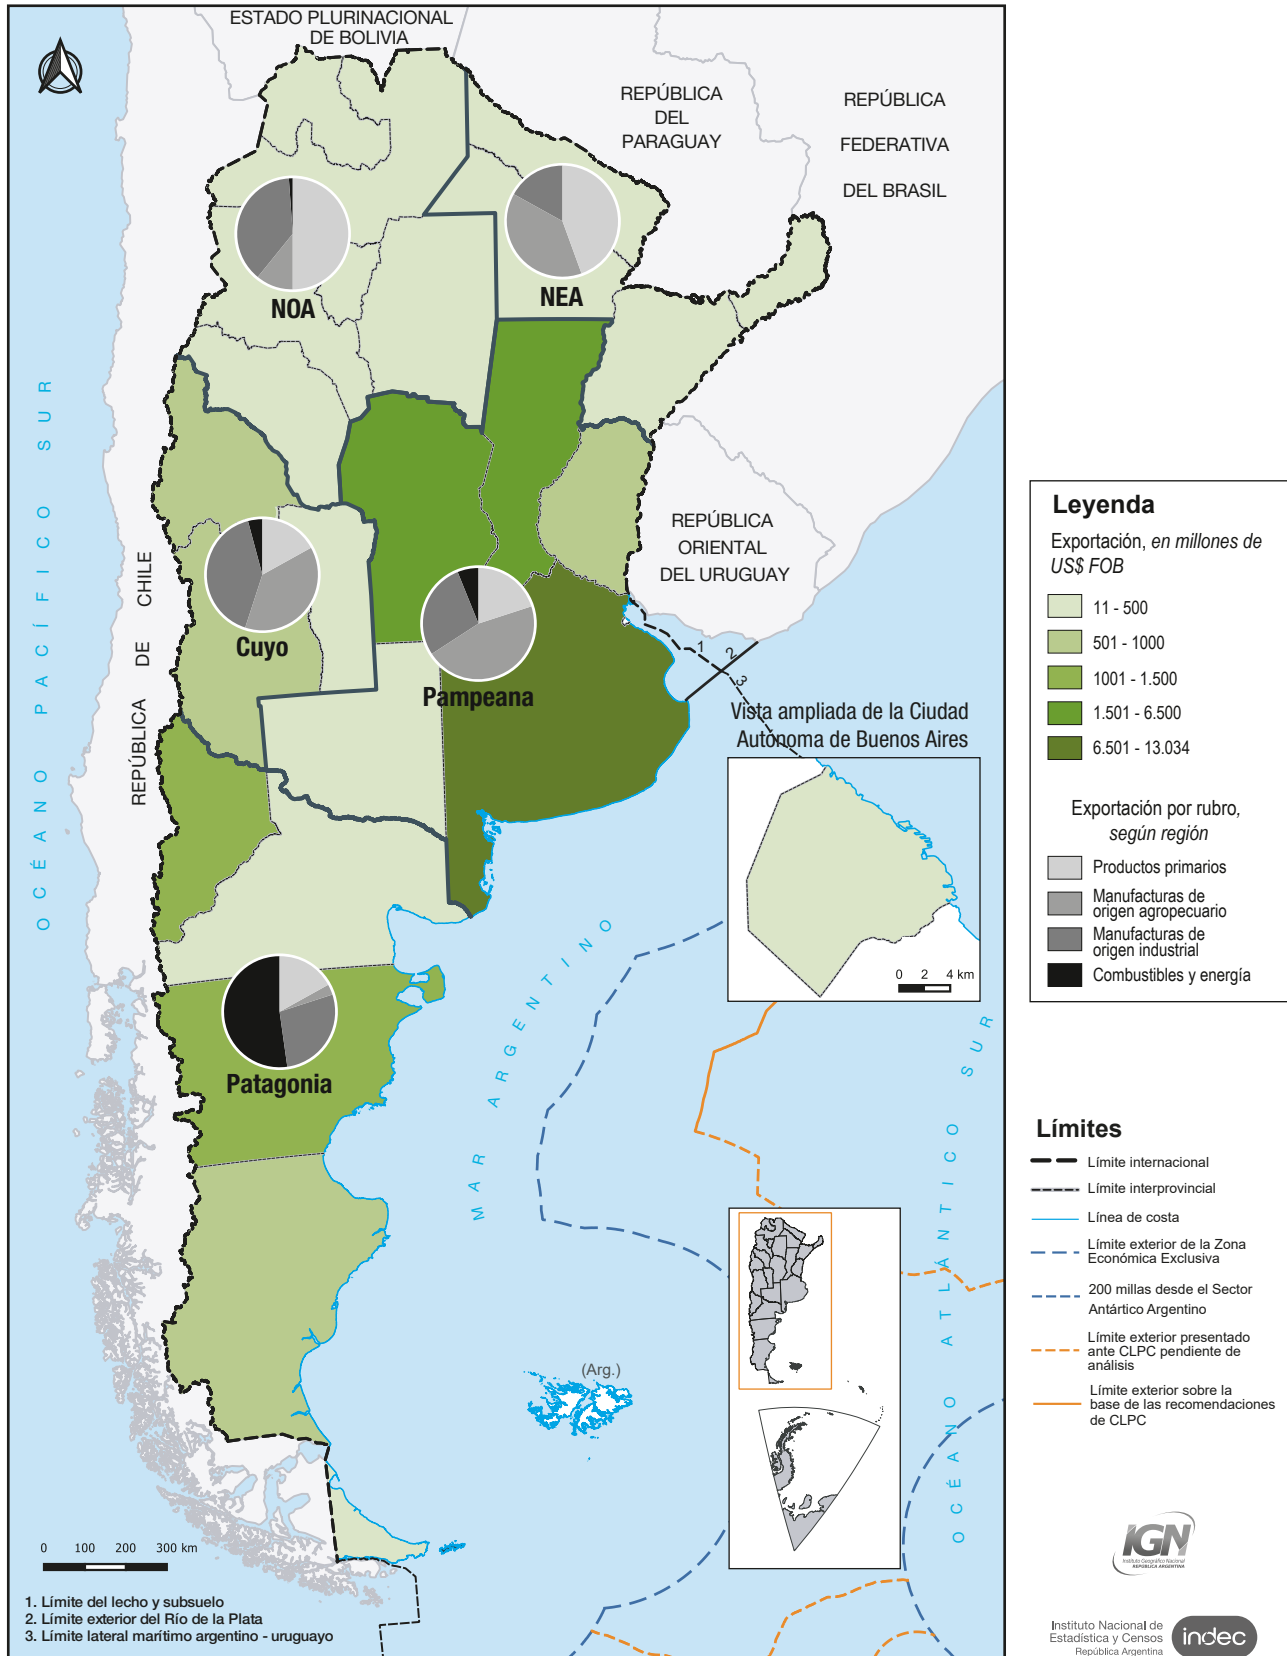 ESTADO PLURINACIONAL
DE BOLIVIA
REPÚBLICA
DEL
PARAGUAY
REPÚBLICA
FEDERATIVA
DEL BRASIL
NOA
NEA
OCÉANO PACÍFICO SUR
REPÚBLICA DE CHILE
REPÚBLICA
ORIENTAL
DEL URUGUAY
Cuyo
Pampeana
1
2
3
Vista ampliada de la Ciudad
Autónoma de Buenos Aires
0 2 4 km
MAR ARGENTINO
OCÉANO ATLÁNTICO SUR
Patagonia
(Arg.)
0 100 200 300 km
1. Límite del lecho y subsuelo
2. Límite exterior del Río de la Plata
3. Límite lateral marítimo argentino - uruguayo
Leyenda
Exportación, en millones de
US$ FOB
11 - 500
501 - 1000
1001 - 1.500
1.501 - 6.500
6.501 - 13.034
Exportación por rubro,
según región
Productos primarios
Manufacturas de
origen agropecuario
Manufacturas de
origen industrial
Combustibles y energía
Límites
Límite internacional
Límite interprovincial
Línea de costa
Límite exterior de la Zona
Económica Exclusiva
200 millas desde el Sector
Antártico Argentino
Límite exterior presentado
ante CLPC pendiente de
análisis
Límite exterior sobre la
base de las recomendaciones
de CLPC
IGN
Instituto Geográfico Nacional
REPÚBLICA ARGENTINA
Instituto Nacional de
Estadística y Censos
República Argentina
indec